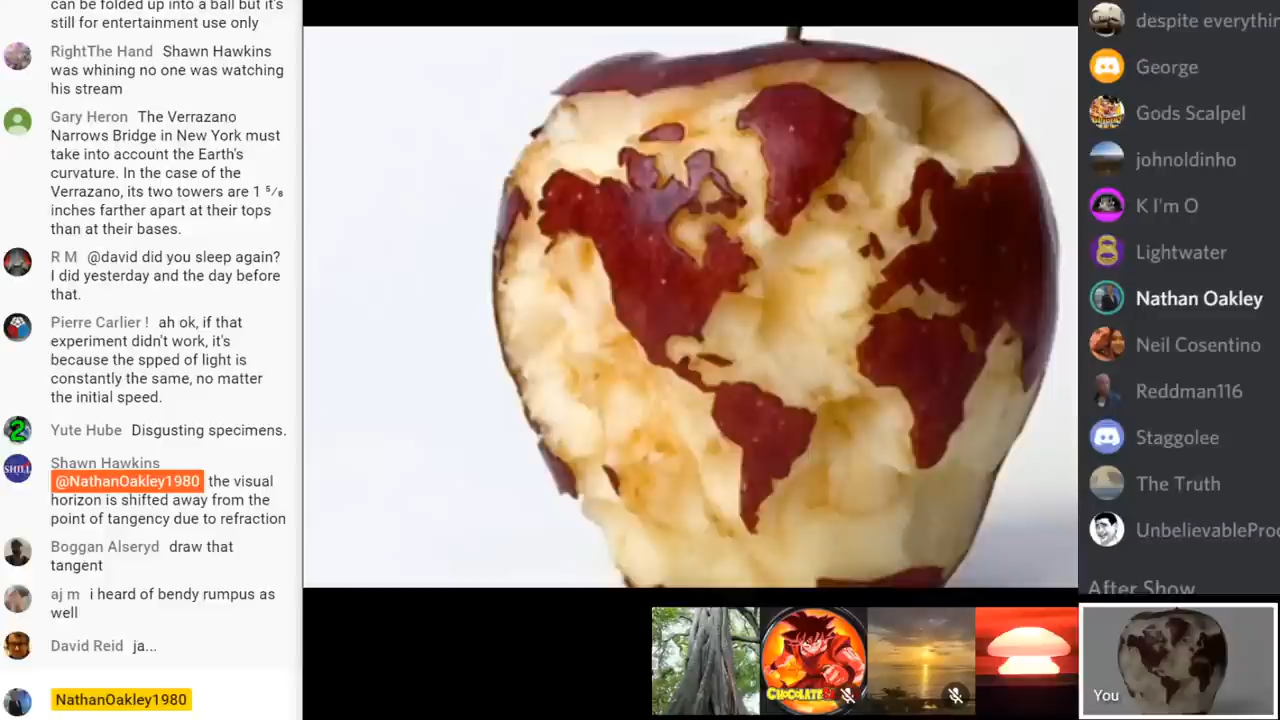 can be folded up into a ball but it's
still for entertainment use only
RightThe Hand Shawn Hawkins
was whining no one was watching
his stream
Gary Heron The Verrazano
Narrows Bridge in New York must
take into account the Earth's
curvature. In the case of the
Verrazano, its two towers are 1 ⁵⁄₈
inches farther apart at their tops
than at their bases.
R M @david did you sleep again?
I did yesterday and the day before
that.
Pierre Carlier ! ah ok, if that
experiment didn't work, it's
because the spped of light is
constantly the same, no matter
the initial speed.
Yute Hube Disgusting specimens.
Shawn Hawkins
@NathanOakley1980 the visual
horizon is shifted away from the
point of tangency due to refraction
Boggan Alseryd draw that
tangent
aj m i heard of bendy rumpus as
well
David Reid ja...
NathanOakley1980
SHILL
CHOCOLATE
despite everythin
George
Gods Scalpel
johnoldinho
K I'm O
Lightwater
Nathan Oakley
Neil Cosentino
Reddman116
Staggolee
The Truth
UnbelievableProd
After Show
You